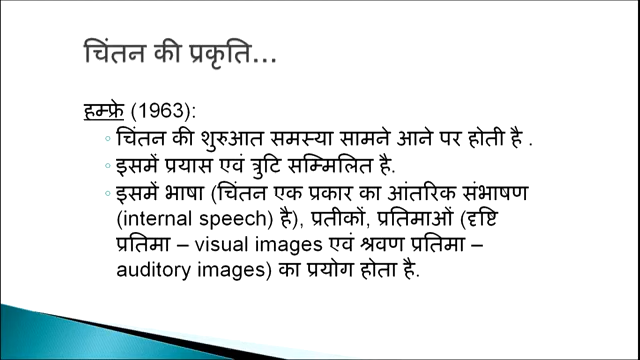 चिंतन की प्रकृति...
हम्फ्रे (1963):
◦ चिंतन की शुरुआत समस्या सामने आने पर होती है .
◦ इसमें प्रयास एवं त्रुटि सम्मिलित है.
◦ इसमें भाषा (चिंतन एक प्रकार का आंतरिक संभाषण
(internal speech) है), प्रतीकों, प्रतिमाओं (दृष्टि
प्रतिमा – visual images एवं श्रवण प्रतिमा –
auditory images) का प्रयोग होता है.